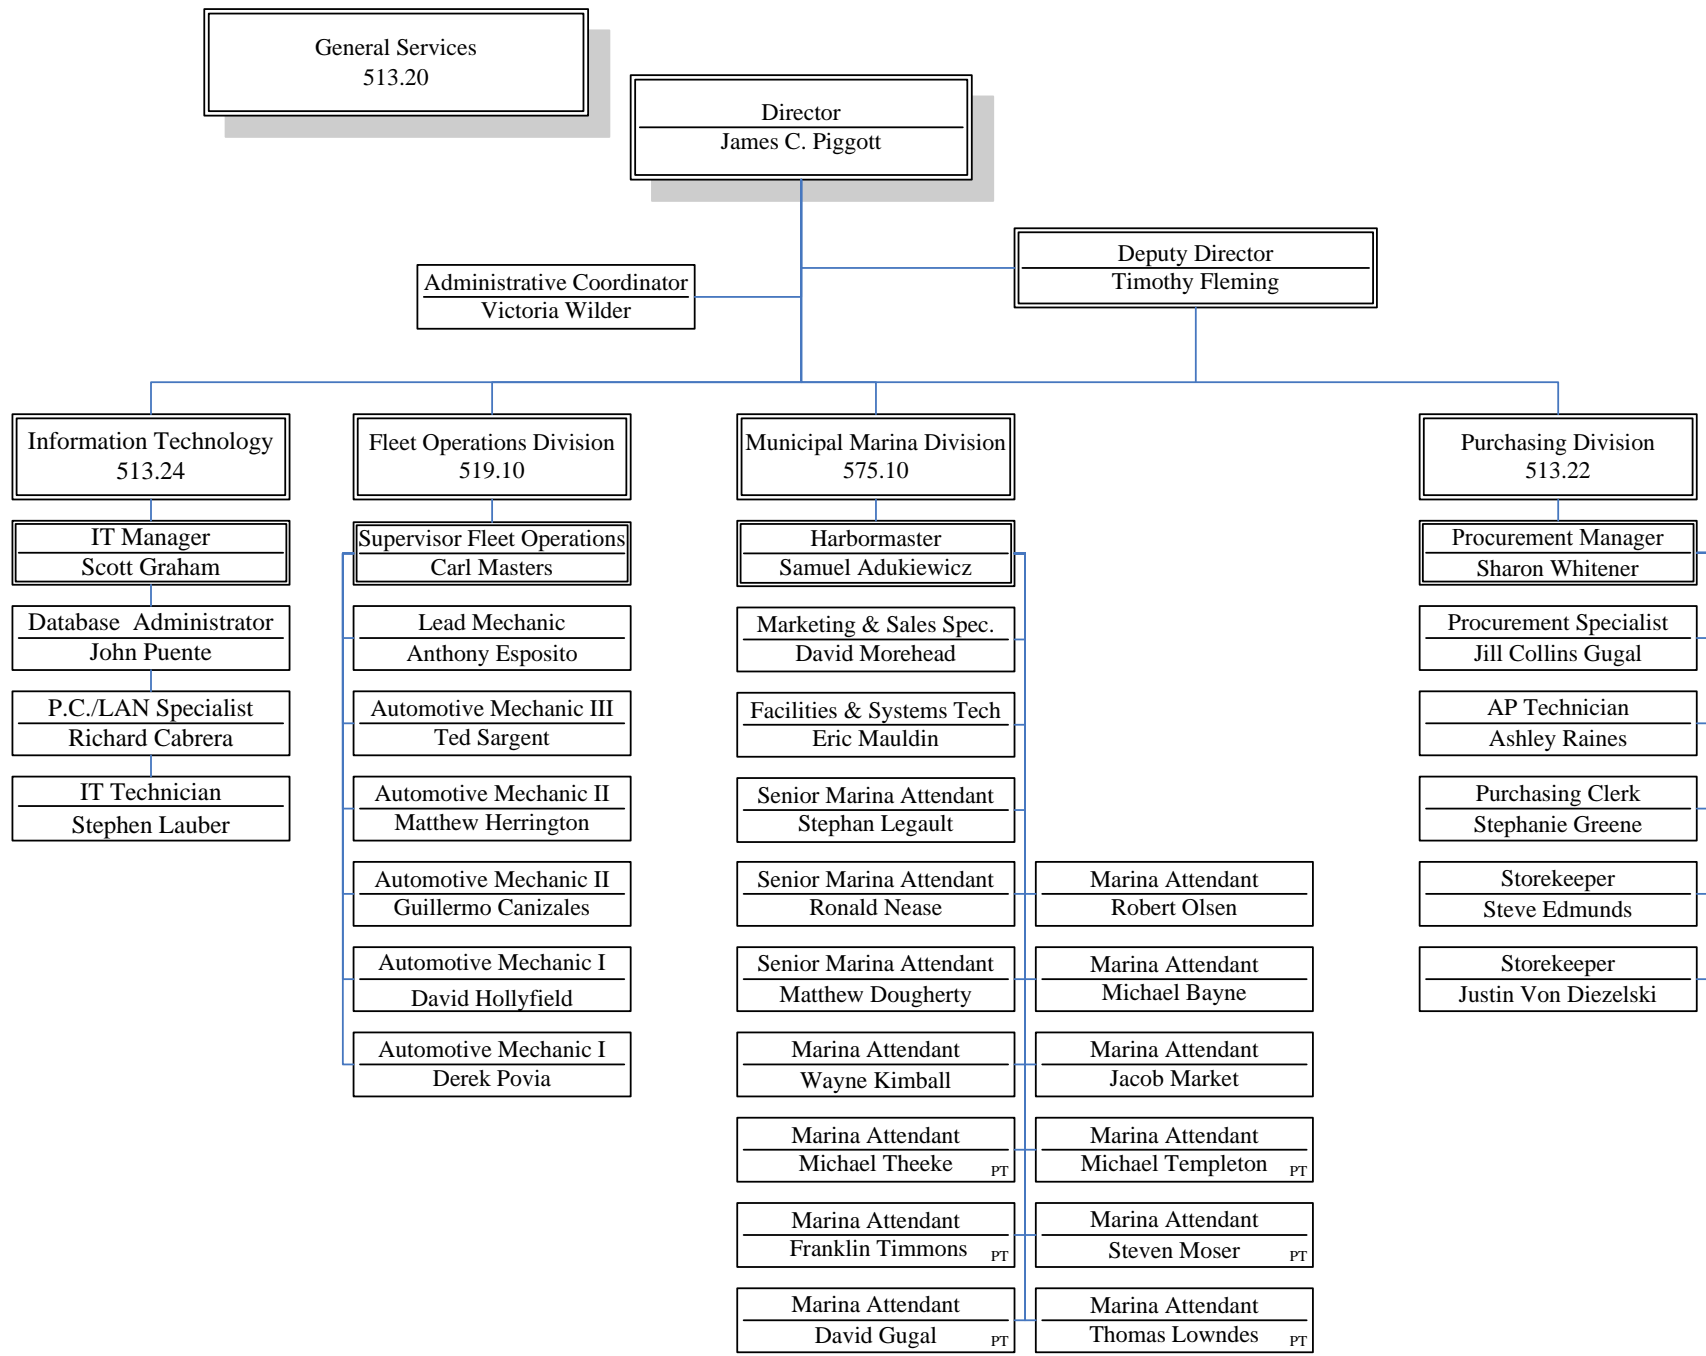 General Services
513.20
Director
James C. Piggott
Deputy Director
Timothy Fleming
Administrative Coordinator
Victoria Wilder
Information Technology
513.24
IT Manager
Scott Graham
Database  Administrator
John Puente
P.C./LAN Specialist
Richard Cabrera
IT Technician
Stephen Lauber
Fleet Operations Division
519.10
Supervisor Fleet Operations
Carl Masters
Lead Mechanic
Anthony Esposito
Automotive Mechanic III
Ted Sargent
Automotive Mechanic II
Matthew Herrington
Automotive Mechanic II
Guillermo Canizales
Automotive Mechanic I
David Hollyfield
Automotive Mechanic I
Derek Povia
Municipal Marina Division
575.10
Harbormaster
Samuel Adukiewicz
Marketing & Sales Spec.
David Morehead
Facilities & Systems Tech
Eric Mauldin
Senior Marina Attendant
Stephan Legault
Senior Marina Attendant
Ronald Nease
Senior Marina Attendant
Matthew Dougherty
Marina Attendant
Wayne Kimball
Marina Attendant
Michael Theeke PT
Marina Attendant
Franklin Timmons PT
Marina Attendant
David Gugal PT
Marina Attendant
Robert Olsen
Marina Attendant
Michael Bayne
Marina Attendant
Jacob Market
Marina Attendant
Michael Templeton PT
Marina Attendant
Steven Moser PT
Marina Attendant
Thomas Lowndes PT
Purchasing Division
513.22
Procurement Manager
Sharon Whitener
Procurement Specialist
Jill Collins Gugal
AP Technician
Ashley Raines
Purchasing Clerk
Stephanie Greene
Storekeeper
Steve Edmunds
Storekeeper
Justin Von Diezelski